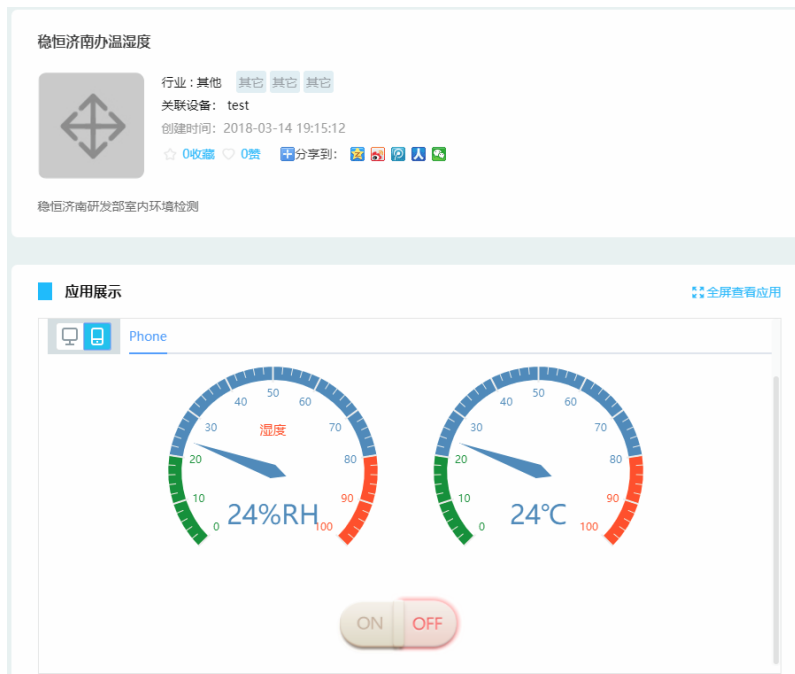 稳恒济南办温湿度
行业 : 其他 其它 其它 其它
关联设备： test
创建时间：2018-03-14 19:15:12
0收藏 0赞 分享到：
稳恒济南研发部室内环境检测
应用展示 全屏查看应用
Phone
0 10 20 30 40 50 60 70 80 90 100
湿度
24%RH
0 10 20 30 40 50 60 70 80 90 100
24℃
ON OFF